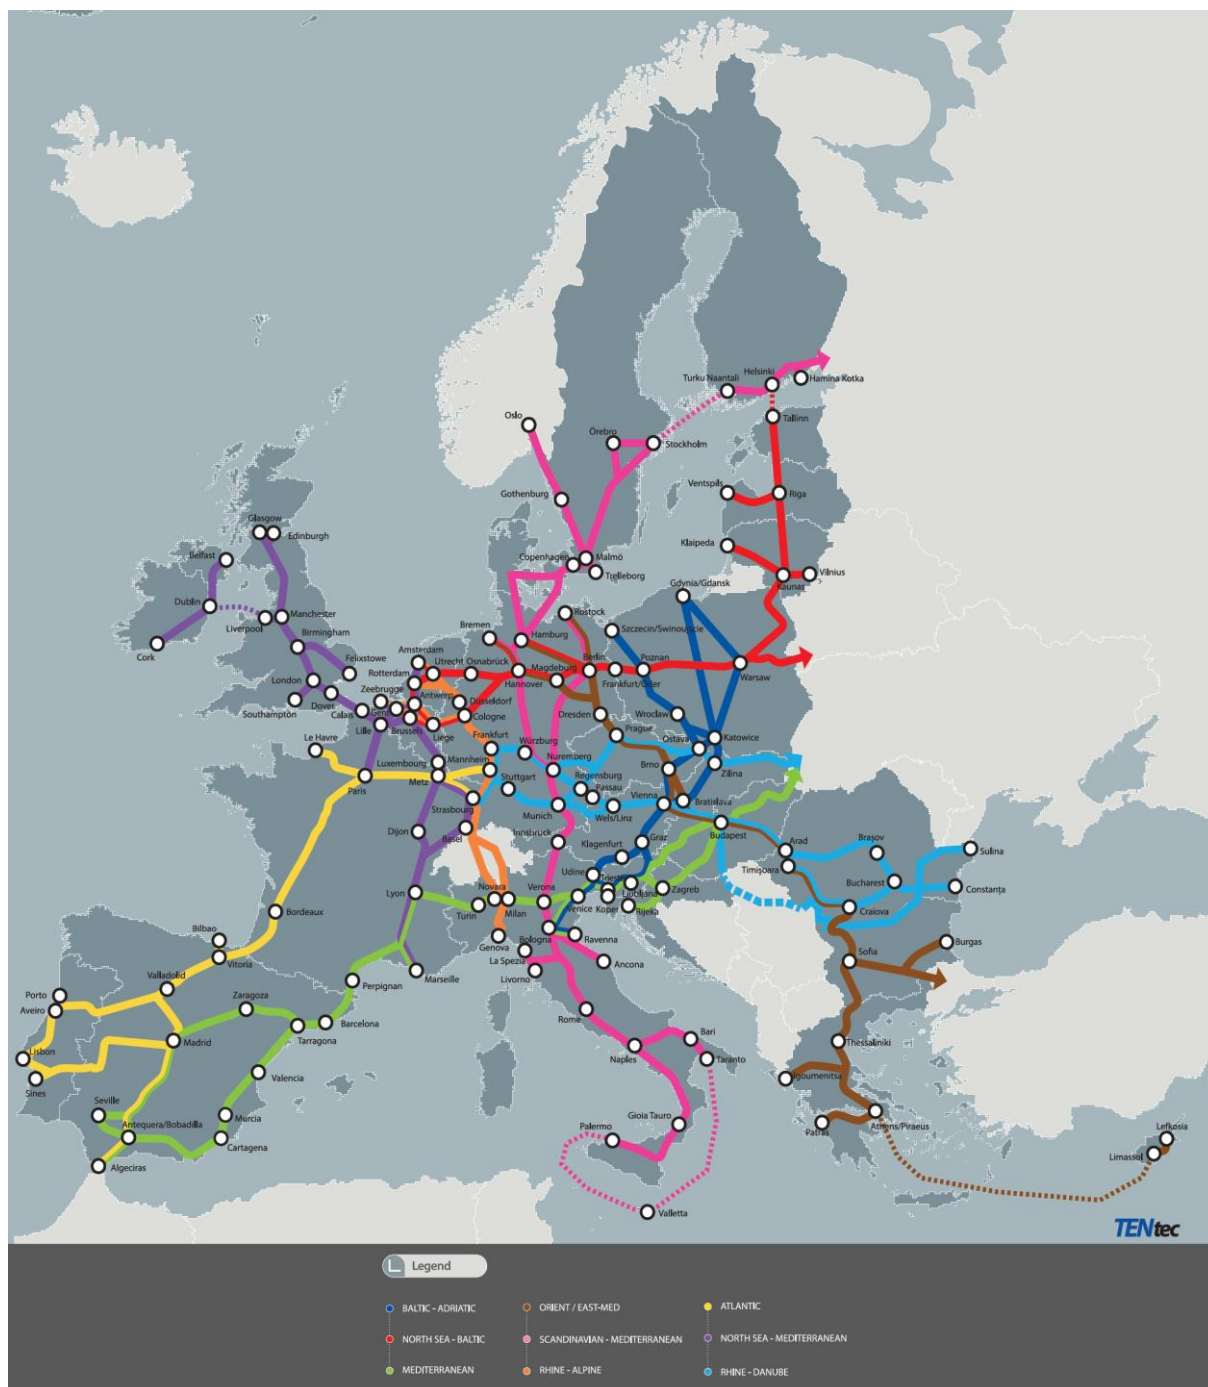 Helsinki
Turku Naantali
Hamina Kotka
Oslo
Tallinn
Örebro
Stockholm
Ventspils
Riga
Gothenburg
Glasgow
Edinburgh
Klaipeda
Belfast
Copenhagen
Malmö
Trelleborg
Vilnius
Kaunas
Gdynia/Gdansk
Dublin
Manchester
Liverpool
Rostock
Szczecin/Swinoujscie
Bremen
Hamburg
Birmingham
Cork
Amsterdam
Felixstowe
Utrecht
Osnabrück
Magdeburg
Berlin
Poznan
Rotterdam
London
Hannover
Frankfurt/Oder
Warsaw
Zeebrugge
Dover
Antwerp
Düsseldorf
Southampton
Calais
Gent
Cologne
Dresden
Wrocław
Lille
Brussels
Liège
Prague
Katowice
Le Havre
Frankfurt
Würzburg
Ostava
Luxembourg
Mannheim
Nuremberg
Brno
Zilina
Metz
Stuttgart
Regensburg
Paris
Passau
Strasbourg
Vienna
Bratislava
Munich
Wels/Linz
Dijon
Basel
Innsbruck
Graz
Budapest
Klagenfurt
Arad
Braşov
Sulina
Udine
Timişoara
Trieste
Ljubljana
Zagreb
Bucharest
Constanţa
Lyon
Novara
Verona
Turin
Milan
Venice
Koper
Rijeka
Craiova
Bordeaux
Bilbao
Bologna
Ravenna
Genova
La Spezia
Burgas
Vitoria
Ancona
Sofia
Valladolid
Marseille
Livorno
Perpignan
Porto
Zaragoza
Aveiro
Rome
Barcelona
Tarragona
Madrid
Bari
Thessaliniki
Lisbon
Naples
Taranto
Valencia
Igoumenitsa
Sines
Seville
Murcia
Gioia Tauro
Antequera/Bobadilla
Palermo
Patras
Athens/Piraeus
Lefkosia
Cartagena
Limassol
Algeciras
Valletta
TENtec
Legend
BALTIC - ADRIATIC
ORIENT / EAST-MED
ATLANTIC
NORTH SEA - BALTIC
SCANDINAVIAN - MEDITERRANEAN
NORTH SEA - MEDITERRANEAN
MEDITERRANEAN
RHINE - ALPINE
RHINE - DANUBE